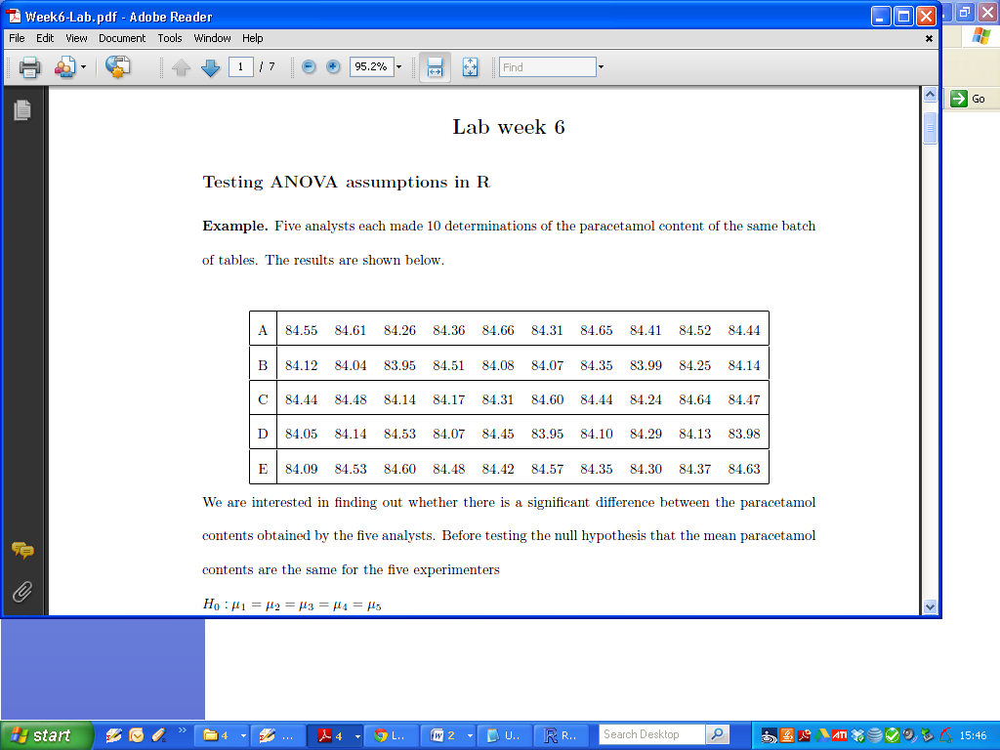 Week6-Lab.pdf - Adobe Reader
File Edit View Document Tools Window Help
1 / 7 95.2% Find
Go
Lab week 6
Testing ANOVA assumptions in R
Example. Five analysts each made 10 determinations of the paracetamol content of the same batch
of tables. The results are shown below.
A 84.55 84.61 84.26 84.36 84.66 84.31 84.65 84.41 84.52 84.44
B 84.12 84.04 83.95 84.51 84.08 84.07 84.35 83.99 84.25 84.14
C 84.44 84.48 84.14 84.17 84.31 84.60 84.44 84.24 84.64 84.47
D 84.05 84.14 84.53 84.07 84.45 83.95 84.10 84.29 84.13 83.98
E 84.09 84.53 84.60 84.48 84.42 84.57 84.35 84.30 84.37 84.63
We are interested in finding out whether there is a significant difference between the paracetamol
contents obtained by the five analysts. Before testing the null hypothesis that the mean paracetamol
contents are the same for the five experimenters
H₀ : μ₁ = μ₂ = μ₃ = μ₄ = μ₅
start » 4 ... 4 L... 2 U... R... Search Desktop ATI 15:46